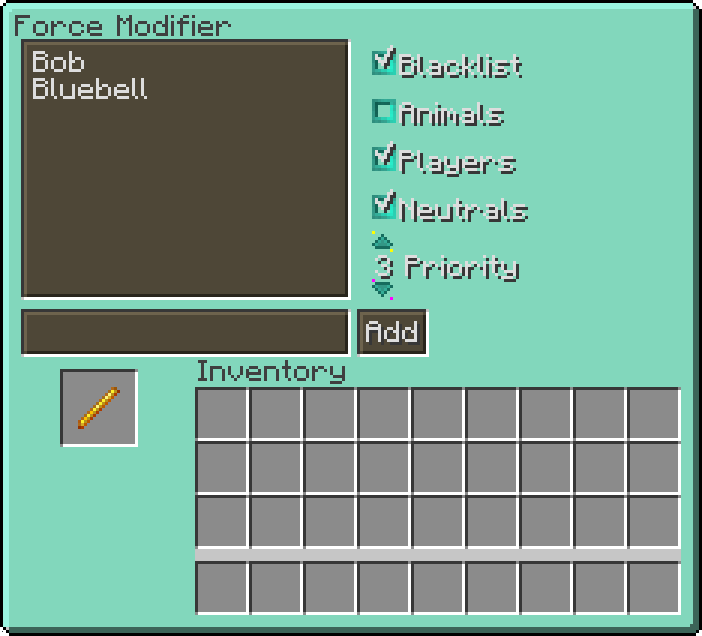 Force Modifier
Bob
Bluebell
Blacklist
Animals
Players
Neutrals
3 Priority
Add
Inventory